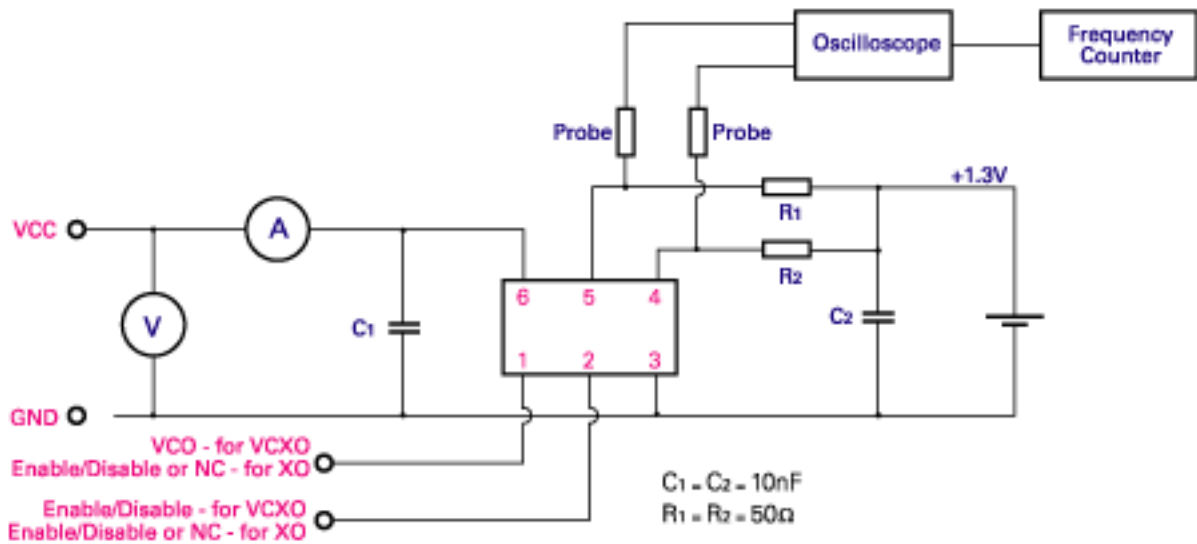 Oscilloscope
Frequency
Counter
Probe
Probe
+1.3V
R1
VCC
A
R2
6 5 4
V
C1
C2
1 2 3
GND
VCO - for VCXO
Enable/Disable or NC - for XO
C1 = C2 = 10nF
Enable/Disable - for VCXO
R1 = R2 = 50Ω
Enable/Disable or NC - for XO